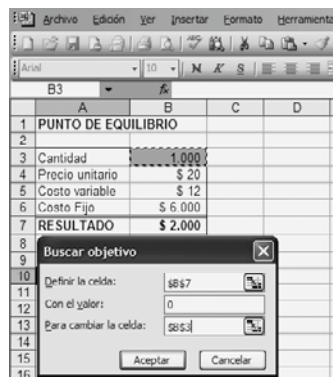 Archivo Edición Ver Insertar Formato Herramienta
Arial 10 N K S
B3 fx
A B C D
1 PUNTO DE EQUILIBRIO
2
3 Cantidad 1.000
4 Precio unitario $ 20
5 Costo variable $ 12
6 Costo Fijo $ 6.000
7 RESULTADO $ 2.000
8
9
10
11
12
13
14
15
16
Buscar objetivo
Definir la celda: $B$7
Con el valor: 0
Para cambiar la celda: $B$3
Aceptar Cancelar